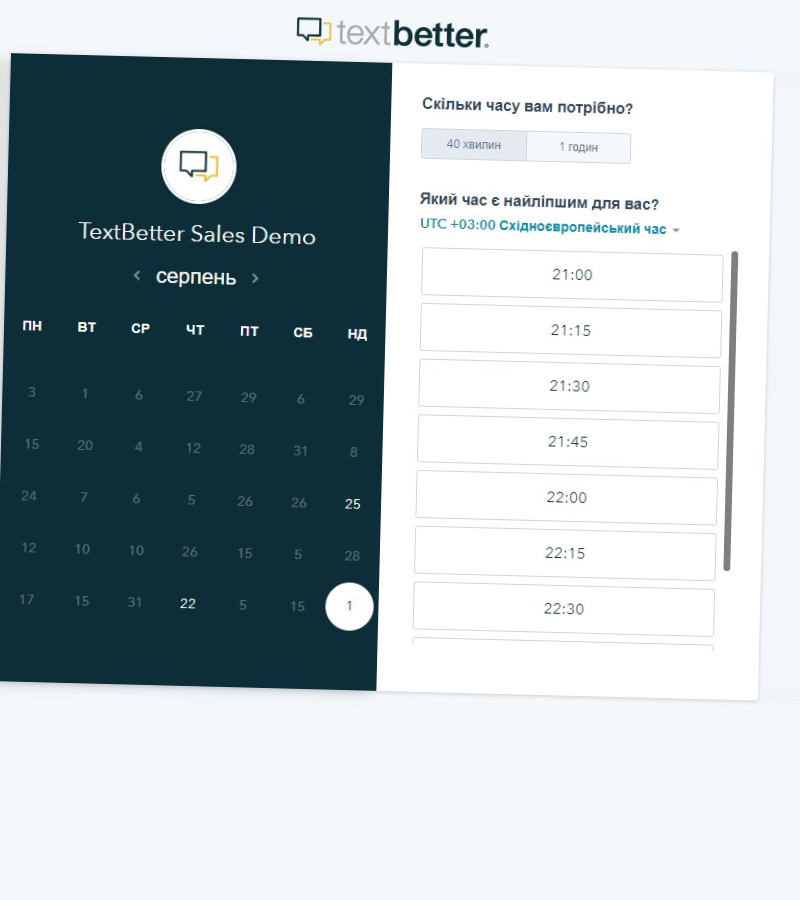 textbetter.
TextBetter Sales Demo
серпень
ПН ВТ СР ЧТ ПТ СБ НД
3 1 6 27 29 6 29
15 20 4 12 28 31 8
24 7 6 5 26 26 25
12 10 10 26 15 5 28
17 15 31 22 5 15 1
Скільки часу вам потрібно?
40 хвилин 1 годин
Який час є найліпшим для вас?
UTC +03:00 Східноєвропейський час
21:00
21:15
21:30
21:45
22:00
22:15
22:30